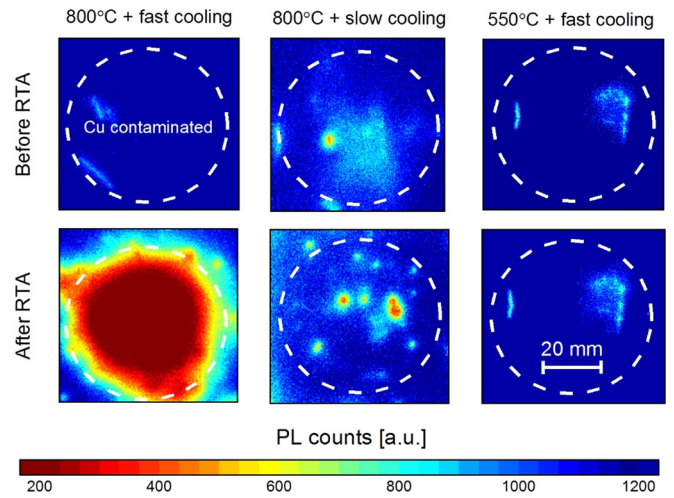 800°C + fast cooling
800°C + slow cooling
550°C + fast cooling
Before RTA
Cu contaminated
After RTA
20 mm
PL counts [a.u.]
200 400 600 800 1000 1200